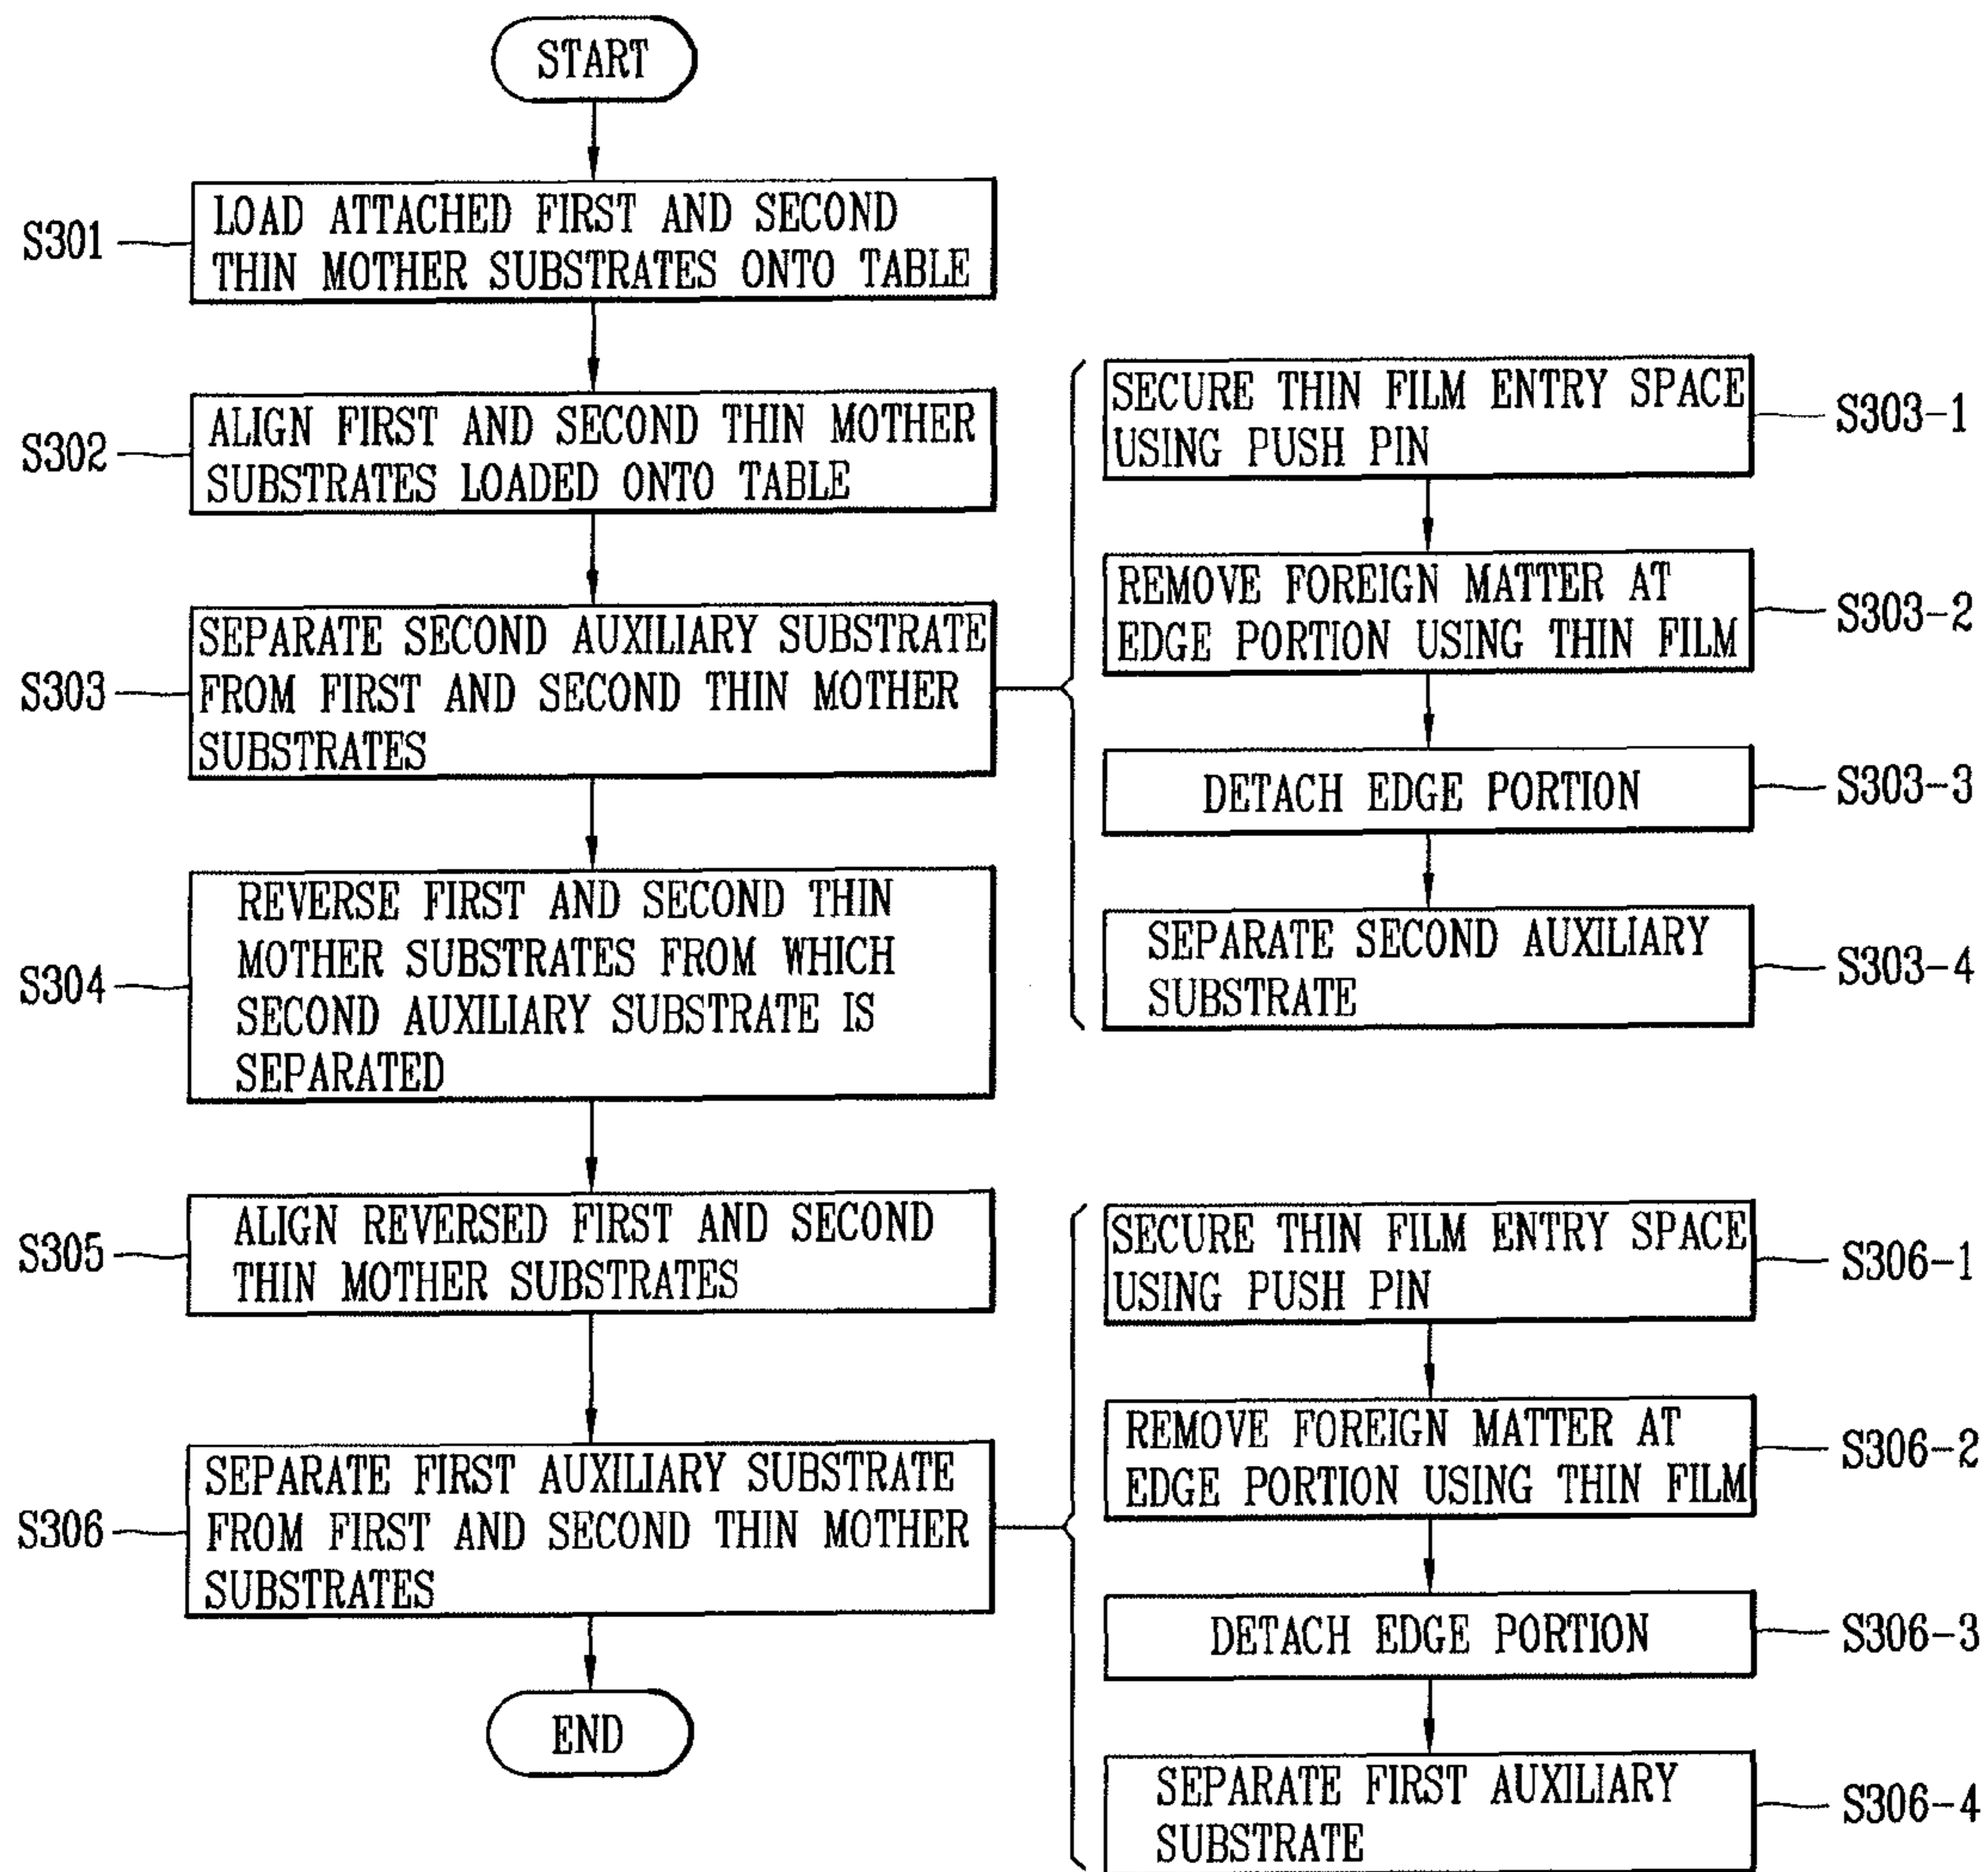 START
S301
LOAD ATTACHED FIRST AND SECOND
THIN MOTHER SUBSTRATES ONTO TABLE
S302
ALIGN FIRST AND SECOND THIN MOTHER
SUBSTRATES LOADED ONTO TABLE
S303
SEPARATE SECOND AUXILIARY SUBSTRATE
FROM FIRST AND SECOND THIN MOTHER
SUBSTRATES
SECURE THIN FILM ENTRY SPACE
USING PUSH PIN
S303-1
REMOVE FOREIGN MATTER AT
EDGE PORTION USING THIN FILM
S303-2
DETACH EDGE PORTION
S303-3
SEPARATE SECOND AUXILIARY
SUBSTRATE
S303-4
S304
REVERSE FIRST AND SECOND THIN
MOTHER SUBSTRATES FROM WHICH
SECOND AUXILIARY SUBSTRATE IS
SEPARATED
S305
ALIGN REVERSED FIRST AND SECOND
THIN MOTHER SUBSTRATES
S306
SEPARATE FIRST AUXILIARY SUBSTRATE
FROM FIRST AND SECOND THIN MOTHER
SUBSTRATES
SECURE THIN FILM ENTRY SPACE
USING PUSH PIN
S306-1
REMOVE FOREIGN MATTER AT
EDGE PORTION USING THIN FILM
S306-2
DETACH EDGE PORTION
S306-3
SEPARATE FIRST AUXILIARY
SUBSTRATE
S306-4
END